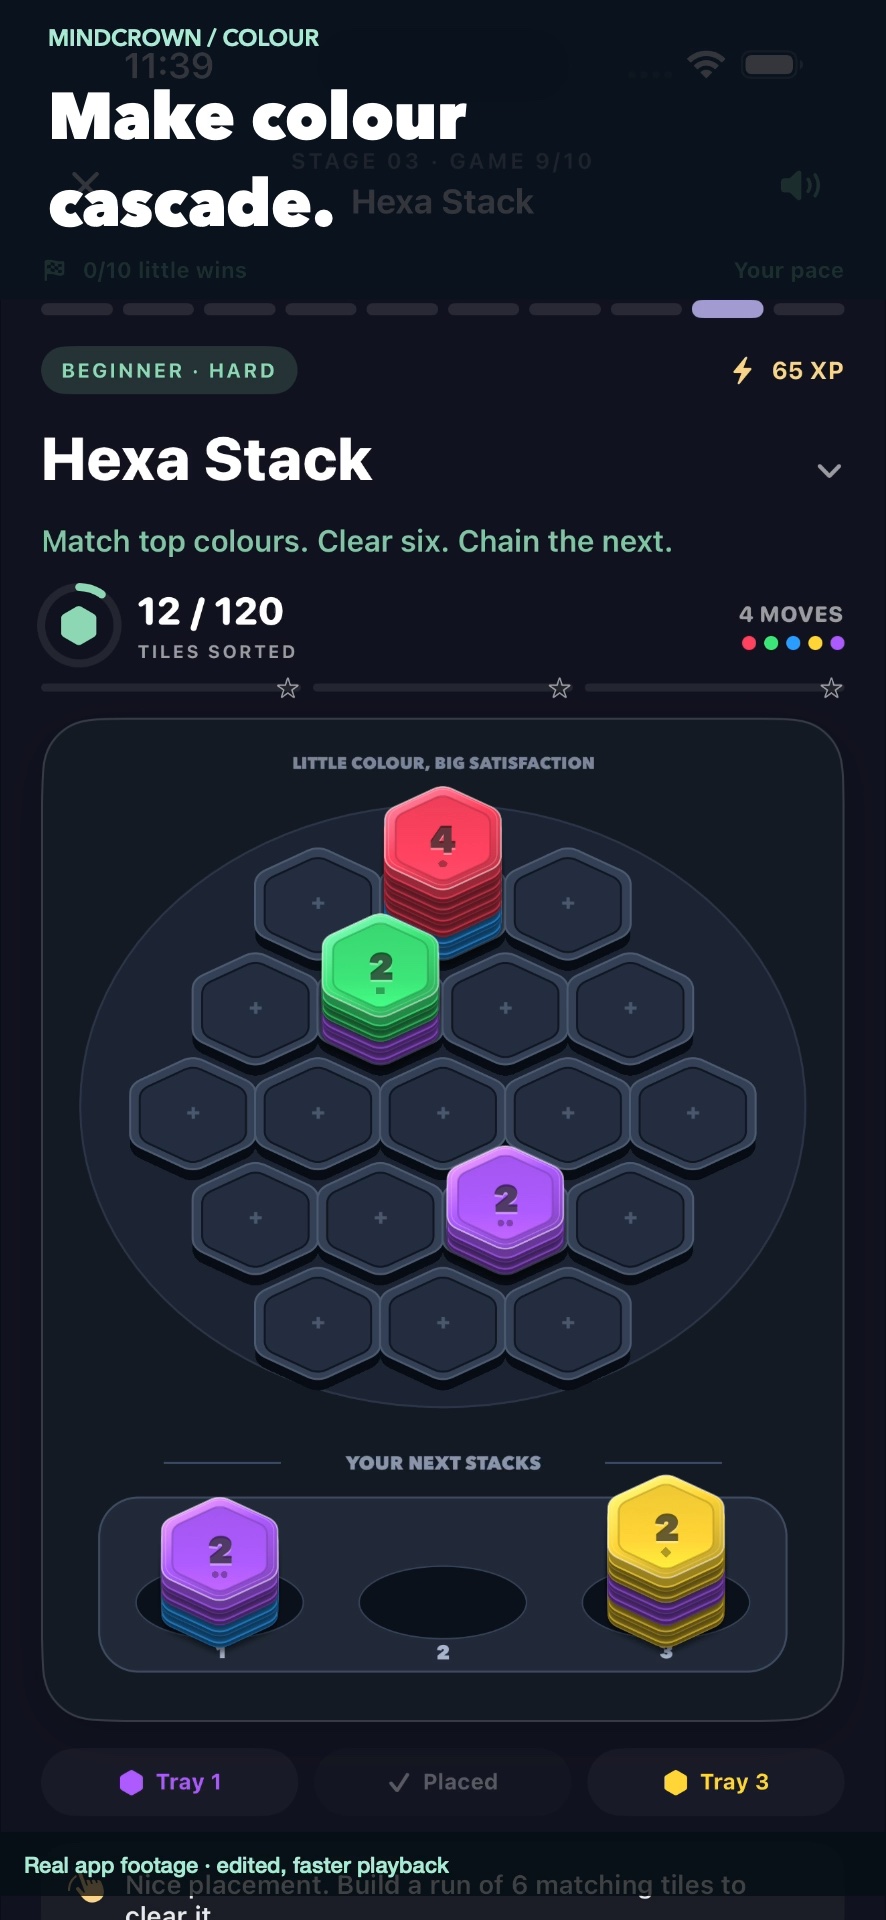 MINDCROWN / COLOUR
11:39
Make colour
STAGE 03 · GAME 9/10
cascade.
Hexa Stack
0/10 little wins
Your pace
BEGINNER · HARD
65 XP
Hexa Stack
Match top colours. Clear six. Chain the next.
12 / 120
TILES SORTED
4 MOVES
LITTLE COLOUR, BIG SATISFACTION
4
2
2
YOUR NEXT STACKS
2
2
1
2
3
Tray 1
Placed
Tray 3
Real app footage · edited, faster playback
Nice placement. Build a run of 6 matching tiles to
clear it